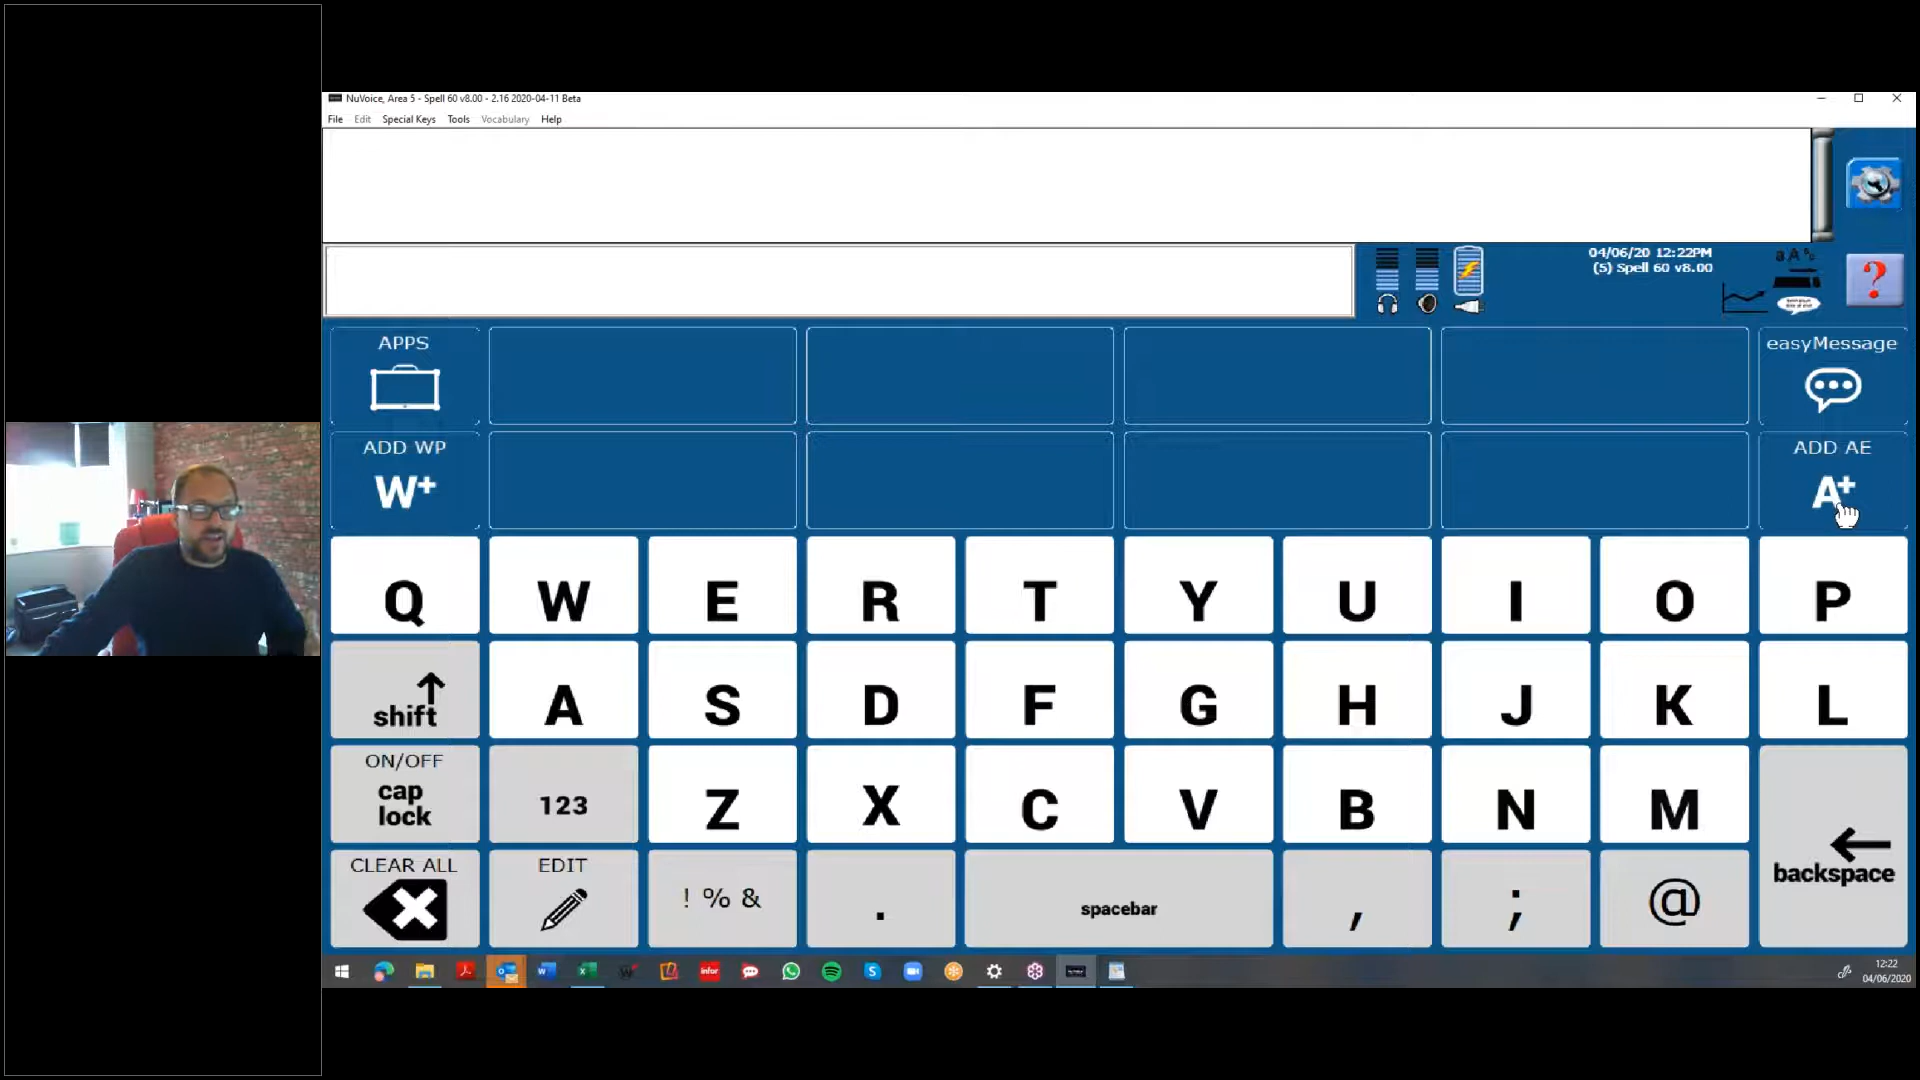 NuVoice, Area 5 - Spell 60 v8.00 - 2.16 2020-04-11 Beta
File Edit Special Keys Tools Vocabulary Help
04/06/20 12:22PM
(5) Spell 60 v8.00
?
APPS
easyMessage
ADD WP
W+
ADD AE
A+
Q W E R T Y U I O P
shift A S D F G H J K L
ON/OFF
cap
lock
123 Z X C V B N M
backspace
CLEAR ALL
EDIT
! % & . spacebar , ; @
infor
12:22
04/06/2020